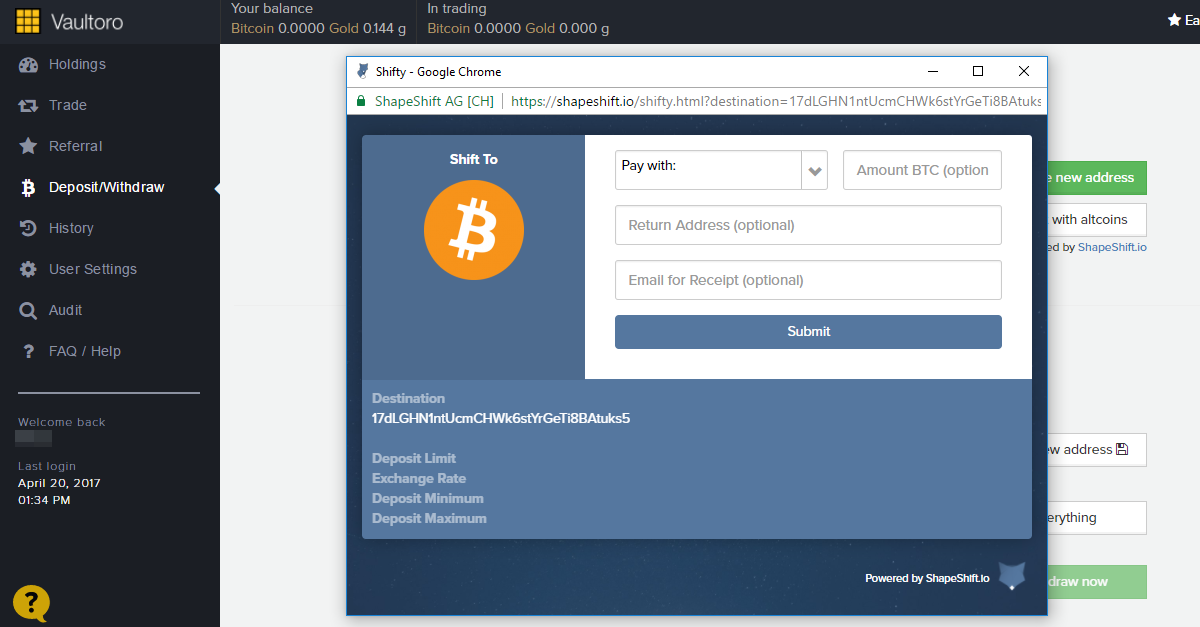 Vaultoro
Your balance
Bitcoin 0.0000 Gold 0.144 g
In trading
Bitcoin 0.0000 Gold 0.000 g
Ea
Holdings
Trade
Referral
Deposit/Withdraw
History
User Settings
Audit
FAQ / Help
Welcome back
Last login
April 20, 2017
01:34 PM
?
Shifty - Google Chrome
ShapeShift AG [CH] | https://shapeshift.io/shifty.html?destination=17dLGHN1ntUcmCHWk6stYrGeTi8BAtuks
Shift To
Pay with:
Amount BTC (option
Return Address (optional)
Email for Receipt (optional)
Submit
Destination
17dLGHN1ntUcmCHWk6stYrGeTi8BAtuks5
Deposit Limit
Exchange Rate
Deposit Minimum
Deposit Maximum
Powered by ShapeShift.io
e new address
with altcoins
ed by ShapeShift.io
ew address
erything
draw now